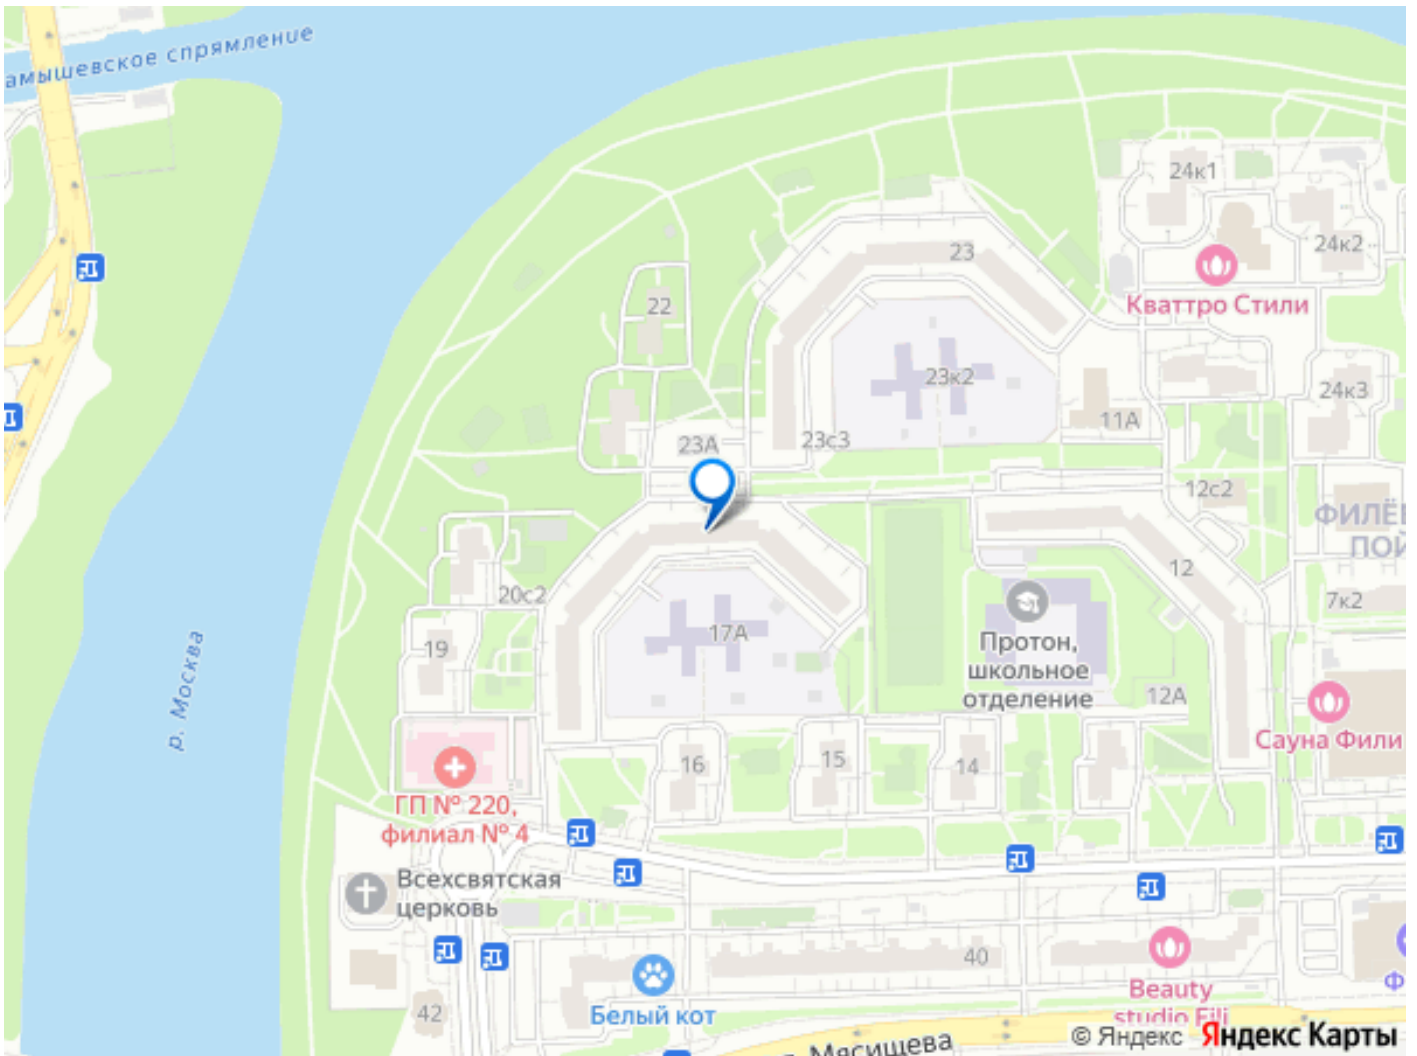 амышевское спрямление
24к1
23
24к2
22
Кваттро Стили
23к2
24к3
11А
23А
23с3
12с2
ФИЛЁВ
ПОЙ
12
20с2
7к2
17А
19
Протон,
школьное
отделение
р. Москва
12А
16
15
14
Сауна Фили
ГП № 220,
филиал № 4
Всехсвятская
церковь
40
Beauty
studio Fili
Белый кот
42
Ф
Мясищева
© Яндекс Яндекс Карты